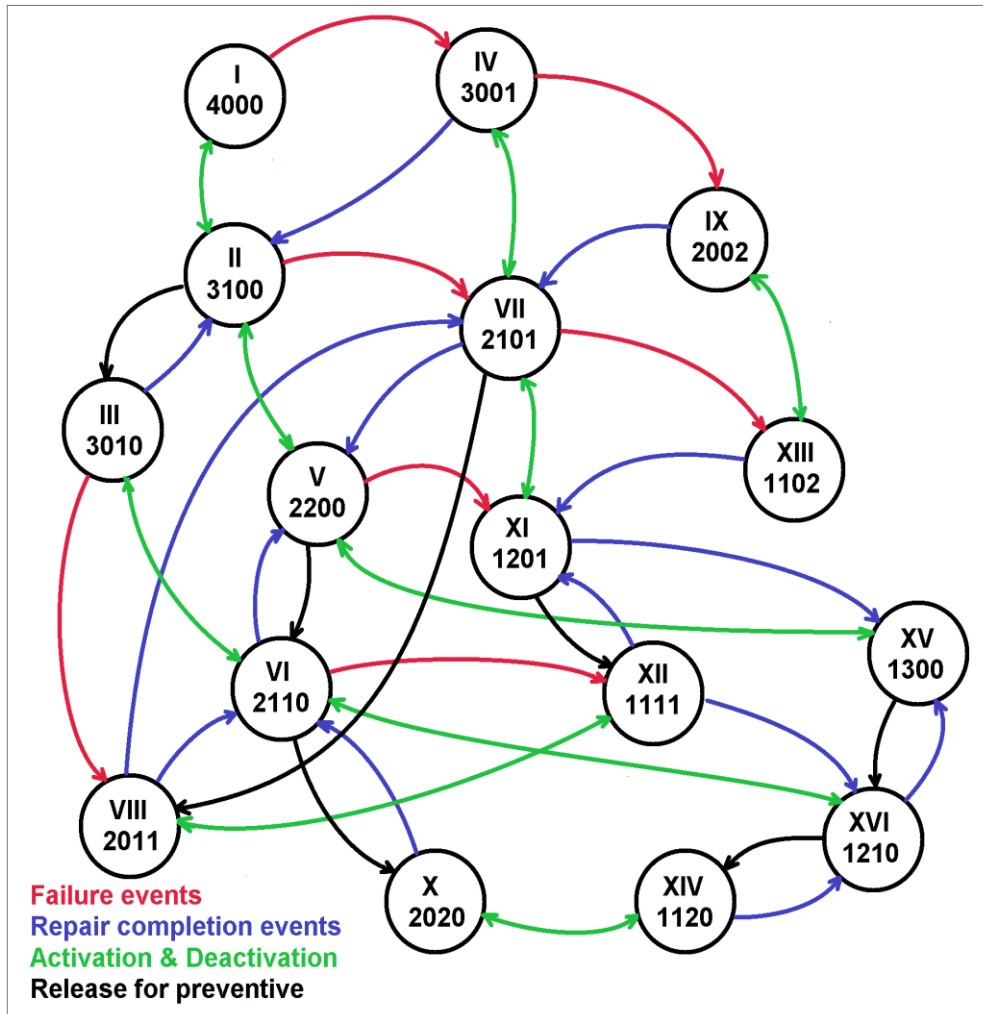 I
4000
IV
3001
IX
2002
II
3100
VII
2101
III
3010
XIII
1102
V
2200
XI
1201
XV
1300
VI
2110
XII
1111
VIII
2011
XVI
1210
X
2020
XIV
1120
Failure events
Repair completion events
Activation & Deactivation
Release for preventive